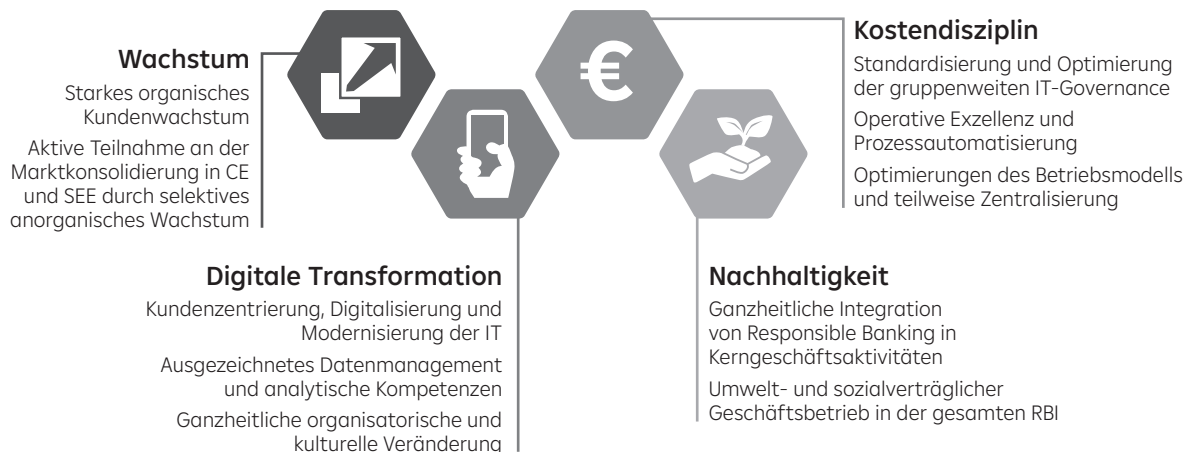 Wachstum
Starkes organisches
Kundenwachstum
Aktive Teilnahme an der
Marktkonsolidierung in CE
und SEE durch selektives
anorganisches Wachstum
€
Kostendisziplin
Standardisierung und Optimierung
der gruppenweiten IT-Governance
Operative Exzellenz und
Prozessautomatisierung
Optimierungen des Betriebsmodells
und teilweise Zentralisierung
Digitale Transformation
Kundenzentrierung, Digitalisierung und
Modernisierung der IT
Ausgezeichnetes Datenmanagement
und analytische Kompetenzen
Ganzheitliche organisatorische und
kulturelle Veränderung
Nachhaltigkeit
Ganzheitliche Integration
von Responsible Banking in
Kerngeschäftsaktivitäten
Umwelt- und sozialverträglicher
Geschäftsbetrieb in der gesamten RBI